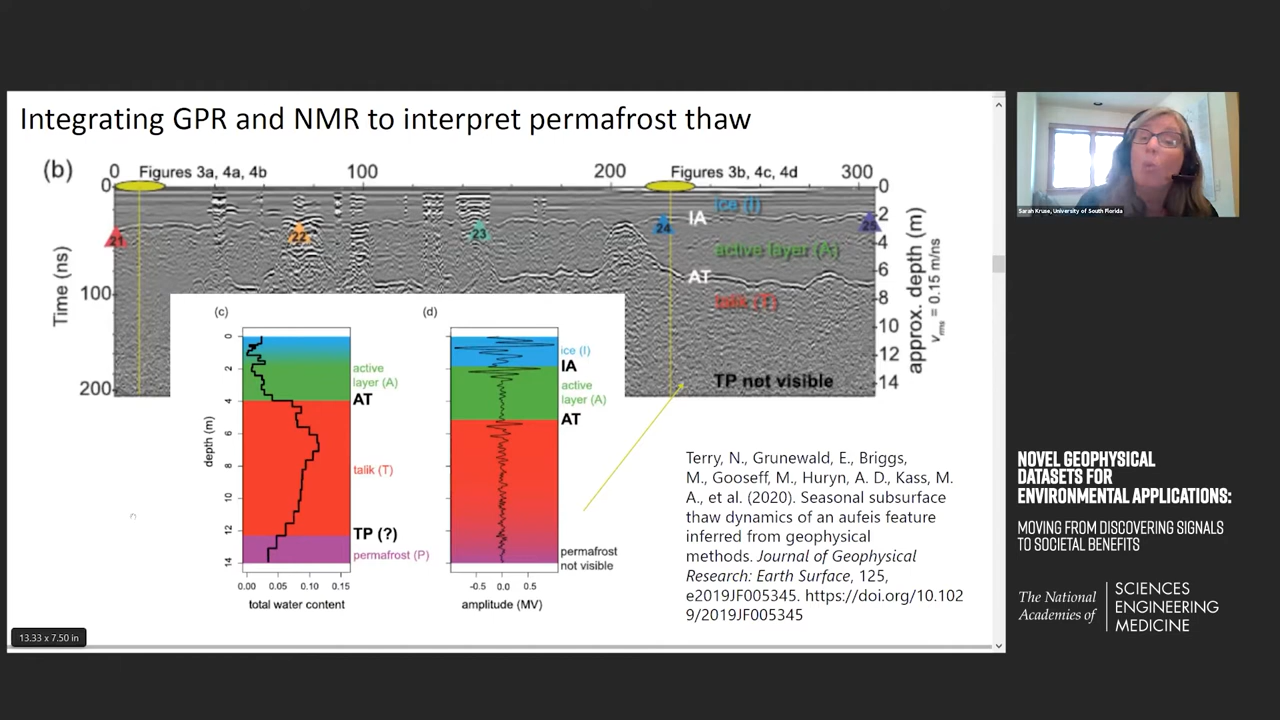 Integrating GPR and NMR to interpret permafrost thaw
(b)
0 Figures 3a, 4a, 4b 100 200 Figures 3b, 4c, 4d 300
0 0
ice (I)
IA 2
21 22 23 24 25
active layer (A) 4
AT 6
talik (T)
100 8
10
12
TP not visible
200 14
Time (ns)
approx. depth (m)
vrms = 0.15 m/ns
(c)
0
2
4
6
8
10
12
14
depth (m)
active
layer (A)
AT
talik (T)
TP (?)
permafrost (P)
0.00 0.05 0.10 0.15
total water content
(d)
ice (I)
IA
active
layer (A)
AT
permafrost
not visible
-0.5 0.0 0.5
amplitude (MV)
Terry, N., Grunewald, E., Briggs,
M., Gooseff, M., Huryn, A. D., Kass, M.
A., et al. (2020). Seasonal subsurface
thaw dynamics of an aufeis feature
inferred from geophysical
methods. Journal of Geophysical
Research: Earth Surface, 125,
e2019JF005345. https://doi.org/10.102
9/2019JF005345
13.33 x 7.50 in
Sarah Kruse, University of South Florida
NOVEL GEOPHYSICAL
DATASETS FOR
ENVIRONMENTAL APPLICATIONS:
MOVING FROM DISCOVERING SIGNALS
TO SOCIETAL BENEFITS
The National
Academies of
SCIENCES
ENGINEERING
MEDICINE